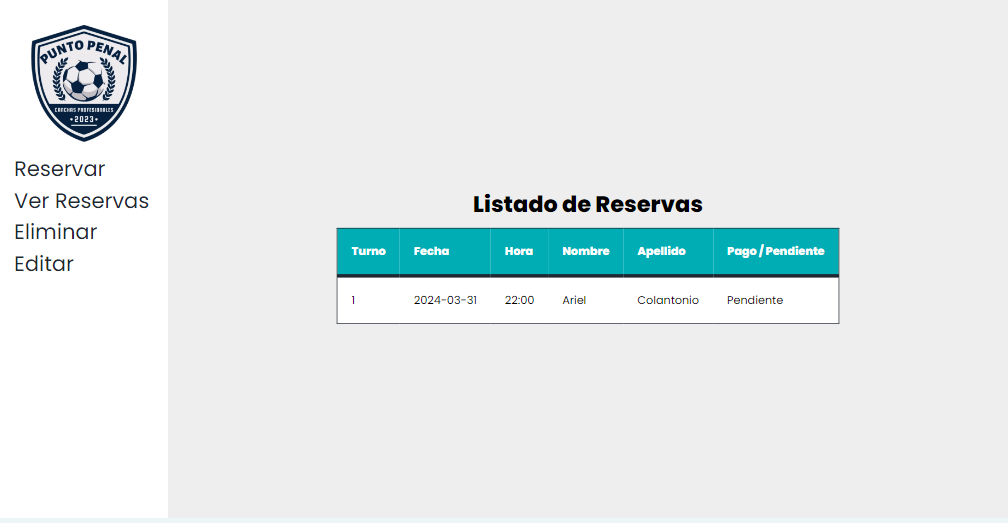 PUNTO PENAL
CANCHAS PROFESIONALES
•2023•
Reservar
Ver Reservas
Eliminar
Editar
Listado de Reservas
Turno Fecha Hora Nombre Apellido Pago / Pendiente
1 2024-03-31 22:00 Ariel Colantonio Pendiente